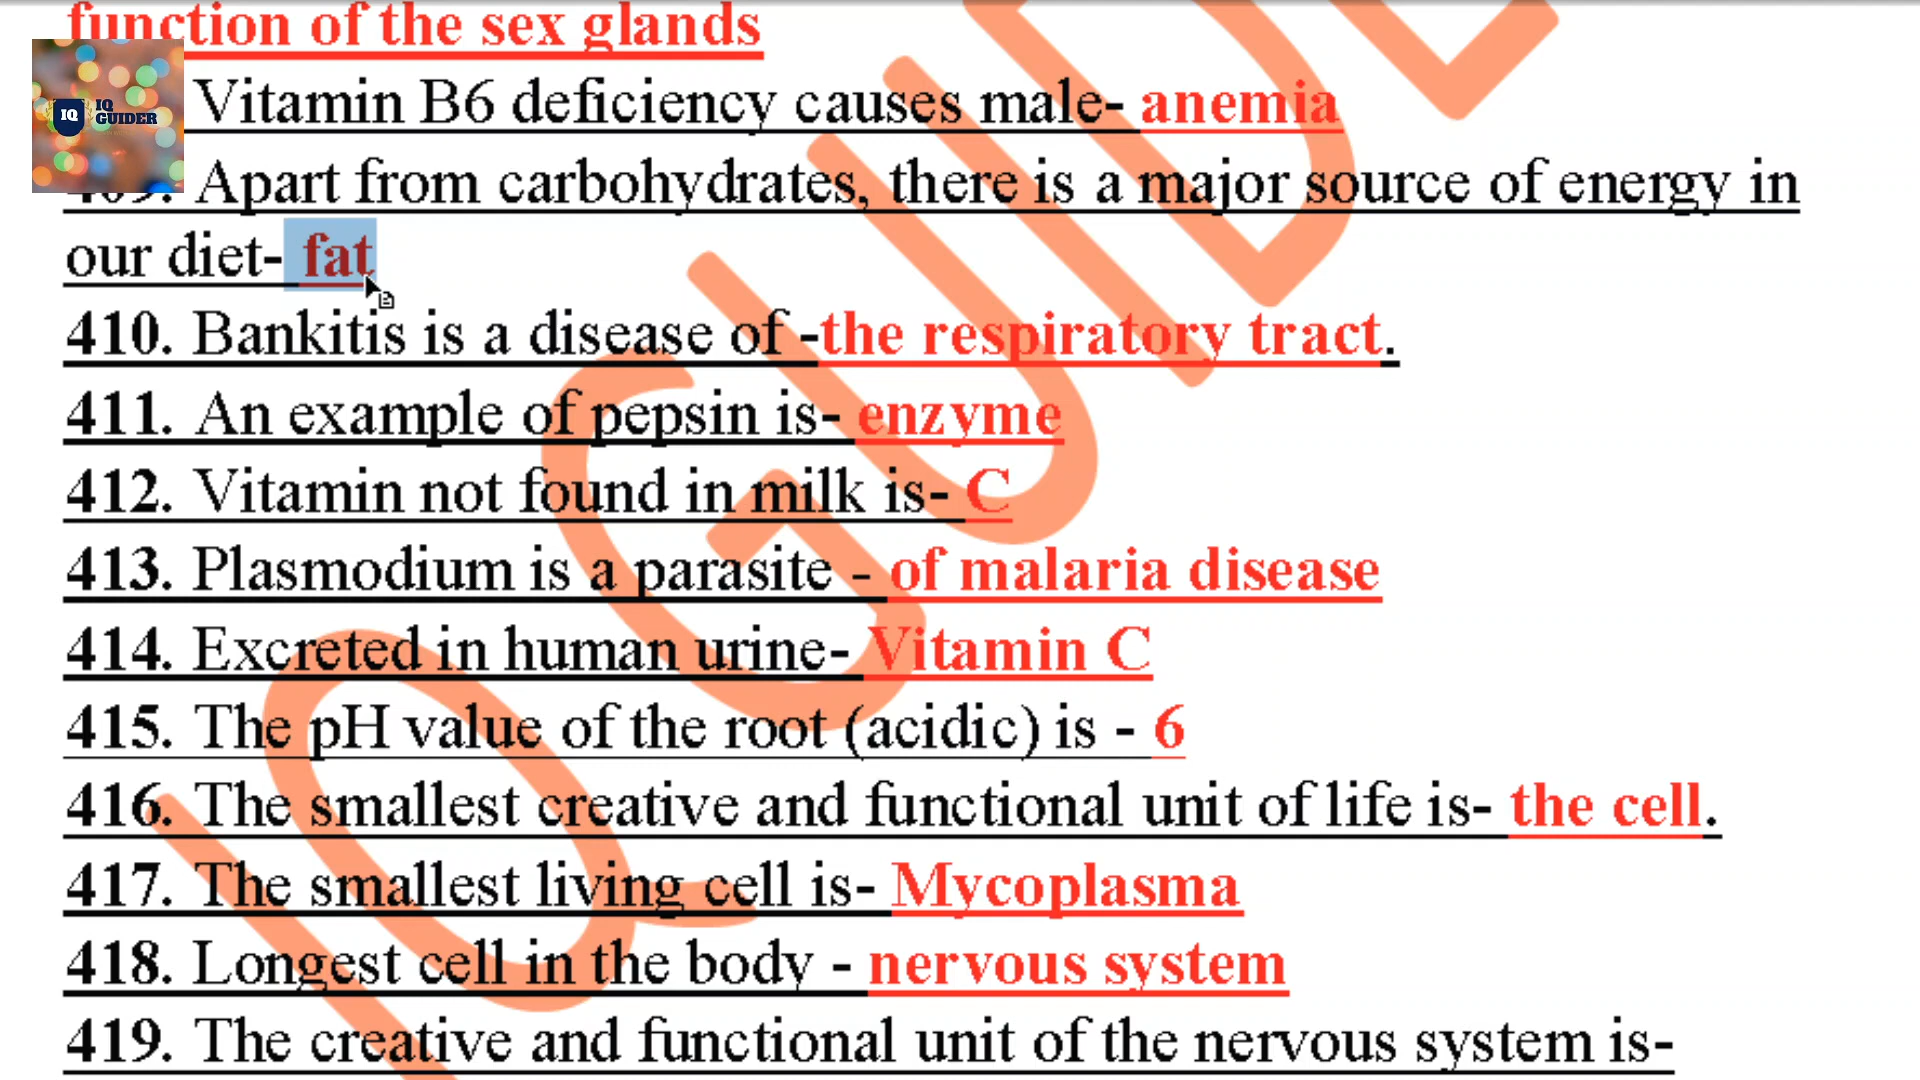 function of the sex glands
IQ
IQ
GUIDER
Vitamin B6 deficiency causes male- anemia
409. Apart from carbohydrates, there is a major source of energy in
our diet- fat
410. Bankitis is a disease of -the respiratory tract.
411. An example of pepsin is- enzyme
412. Vitamin not found in milk is- C
413. Plasmodium is a parasite - of malaria disease
414. Excreted in human urine- Vitamin C
415. The pH value of the root (acidic) is - 6
416. The smallest creative and functional unit of life is- the cell.
417. The smallest living cell is- Mycoplasma
418. Longest cell in the body - nervous system
419. The creative and functional unit of the nervous system is-
IQ GUIDE